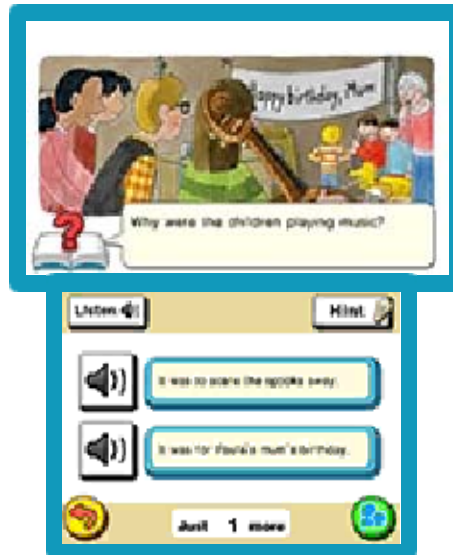 Happy birthday, Mum
Why were the children playing music?
Listen
Hint
It was to scare the spooks away.
It was for Paula's mum's birthday.
Just 1 more